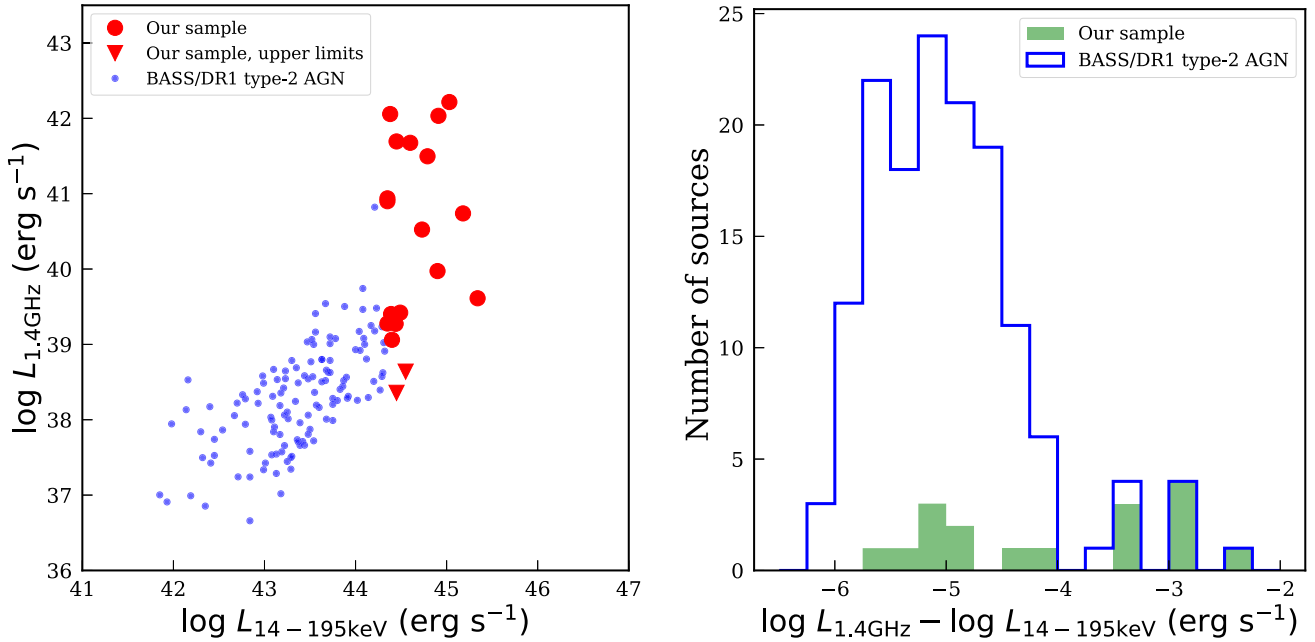 43
42
41
40
39
38
37
36
41
42
43
44
45
46
47
log L1.4GHz (erg s⁻¹)
log L14−195keV (erg s⁻¹)
Our sample
Our sample, upper limits
BASS/DR1 type-2 AGN
25
20
15
10
5
0
−6
−5
−4
−3
−2
Number of sources
log L1.4GHz − log L14−195keV (erg s⁻¹)
Our sample
BASS/DR1 type-2 AGN